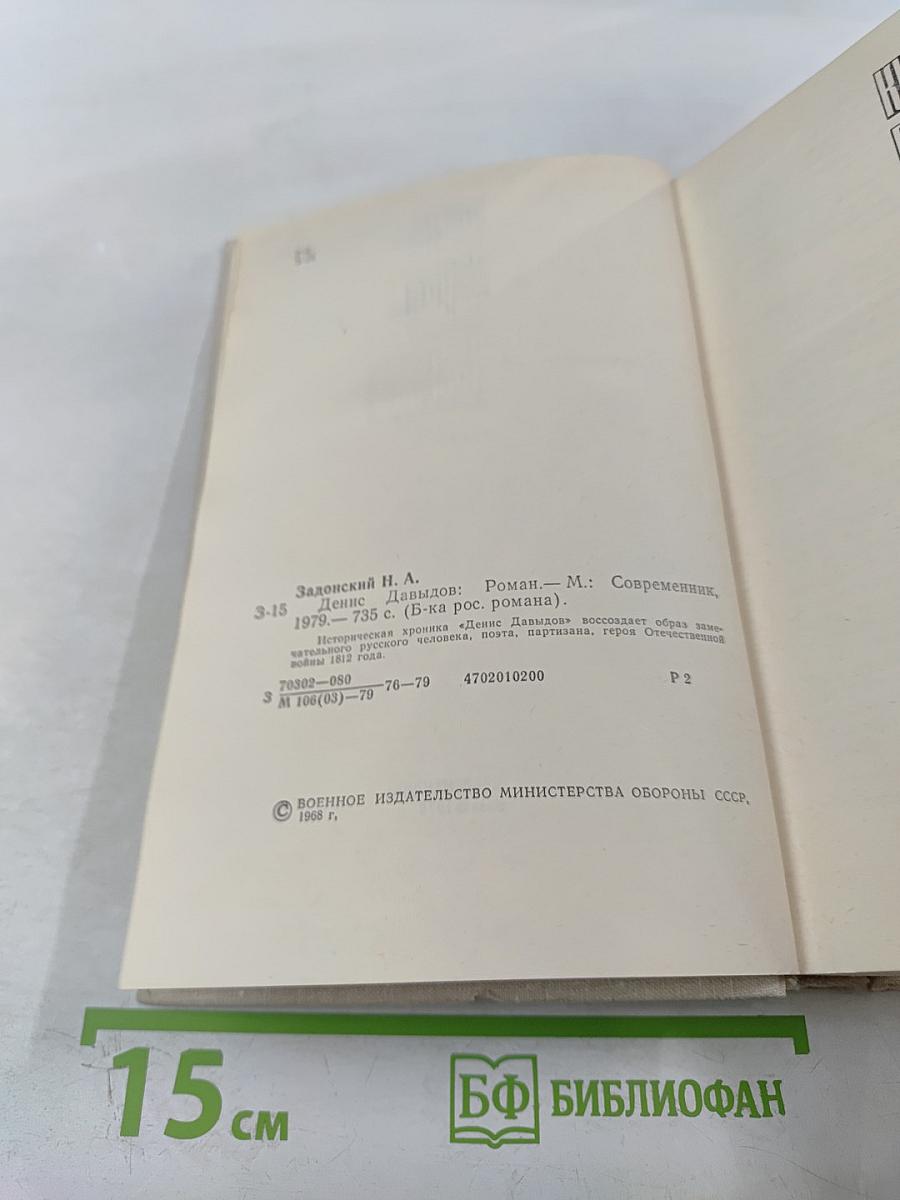 Задонский Н. А.
З-15 Денис Давыдов: Роман.— М.: Современник,
1979.— 735 с. (Б-ка рос. романа).
Историческая хроника «Денис Давыдов» воссоздает образ заме-
чательного русского человека, поэта, партизана, героя Отечественной
войны 1812 года.
З 70302—080
М 106(03)—79 —76—79 4702010200 Р 2
© ВОЕННОЕ ИЗДАТЕЛЬСТВО МИНИСТЕРСТВА ОБОРОНЫ СССР,
1968 г,
15 см
БФ БИБЛИОФАН